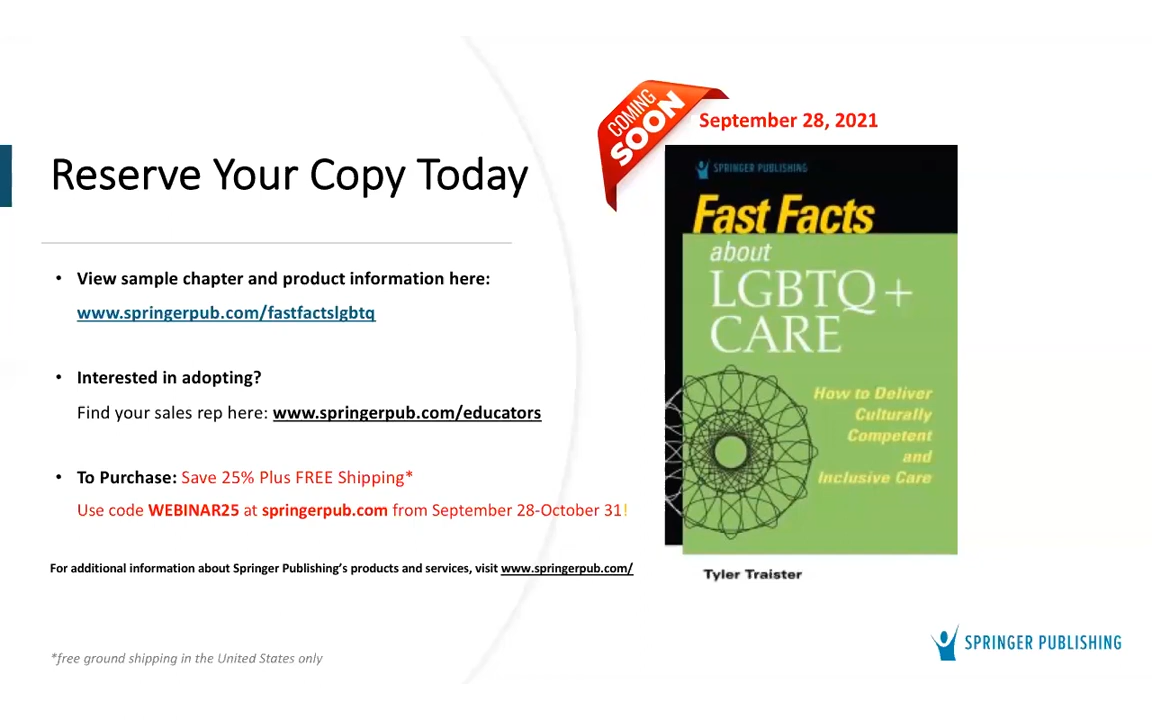 COMING
SOON
September 28, 2021
Reserve Your Copy Today
• View sample chapter and product information here:
www.springerpub.com/fastfactslgbtq
• Interested in adopting?
Find your sales rep here: www.springerpub.com/educators
• To Purchase: Save 25% Plus FREE Shipping*
Use code WEBINAR25 at springerpub.com from September 28-October 31!
For additional information about Springer Publishing's products and services, visit www.springerpub.com/
*free ground shipping in the United States only
SPRINGER PUBLISHING
Fast Facts
about
LGBTQ+
CARE
How to Deliver
Culturally
Competent
and
Inclusive Care
Tyler Traister
SPRINGER PUBLISHING